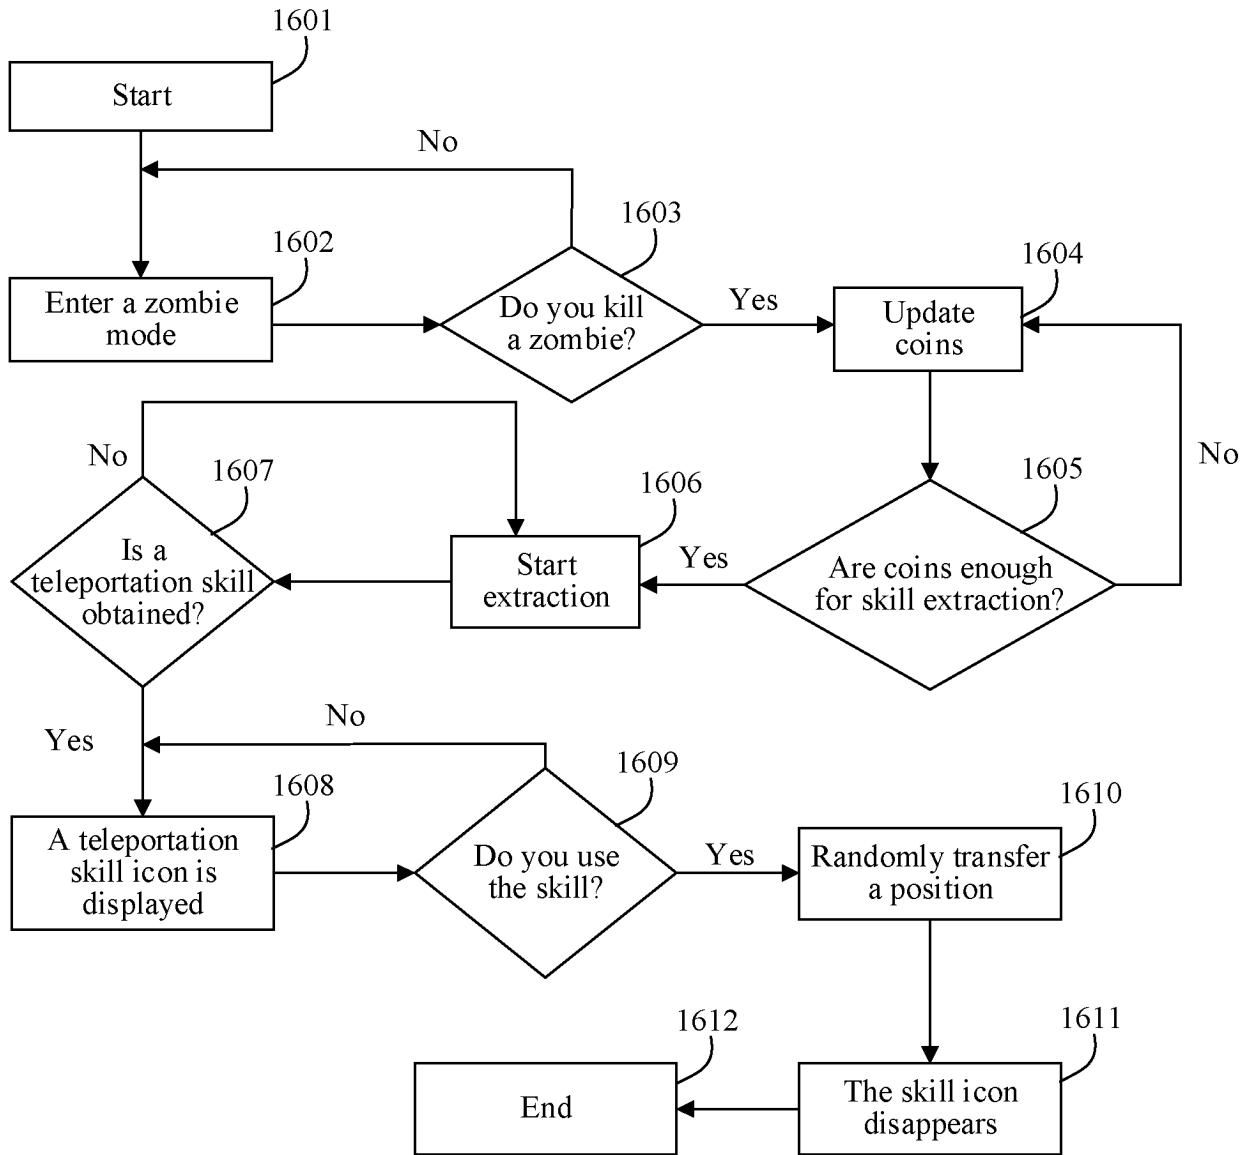 1601
Start
No
1603
1602
1604
Enter a zombie
mode
Do you kill
a zombie?
Yes
Update
coins
No
1607
1606
1605
No
Is a
teleportation skill
obtained?
Start
extraction
Yes
Are coins enough
for skill extraction?
Yes
No
1608
1609
1610
A teleportation
skill icon is
displayed
Do you use
the skill?
Yes
Randomly transfer
a position
1612
1611
End
The skill icon
disappears